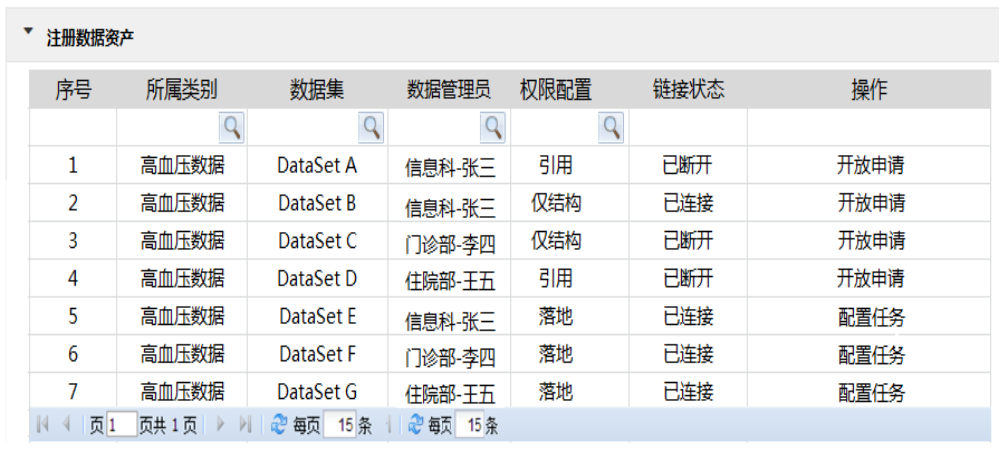 注册数据资产
序号 所属类别 数据集 数据管理员 权限配置 链接状态 操作
1 高血压数据 DataSet A 信息科-张三 引用 已断开 开放申请
2 高血压数据 DataSet B 信息科-张三 仅结构 已连接 开放申请
3 高血压数据 DataSet C 门诊部-李四 仅结构 已断开 开放申请
4 高血压数据 DataSet D 住院部-王五 引用 已断开 开放申请
5 高血压数据 DataSet E 信息科-张三 落地 已连接 配置任务
6 高血压数据 DataSet F 门诊部-李四 落地 已连接 配置任务
7 高血压数据 DataSet G 住院部-王五 落地 已连接 配置任务
页 1 页共 1 页 每页 15 条 每页 15 条